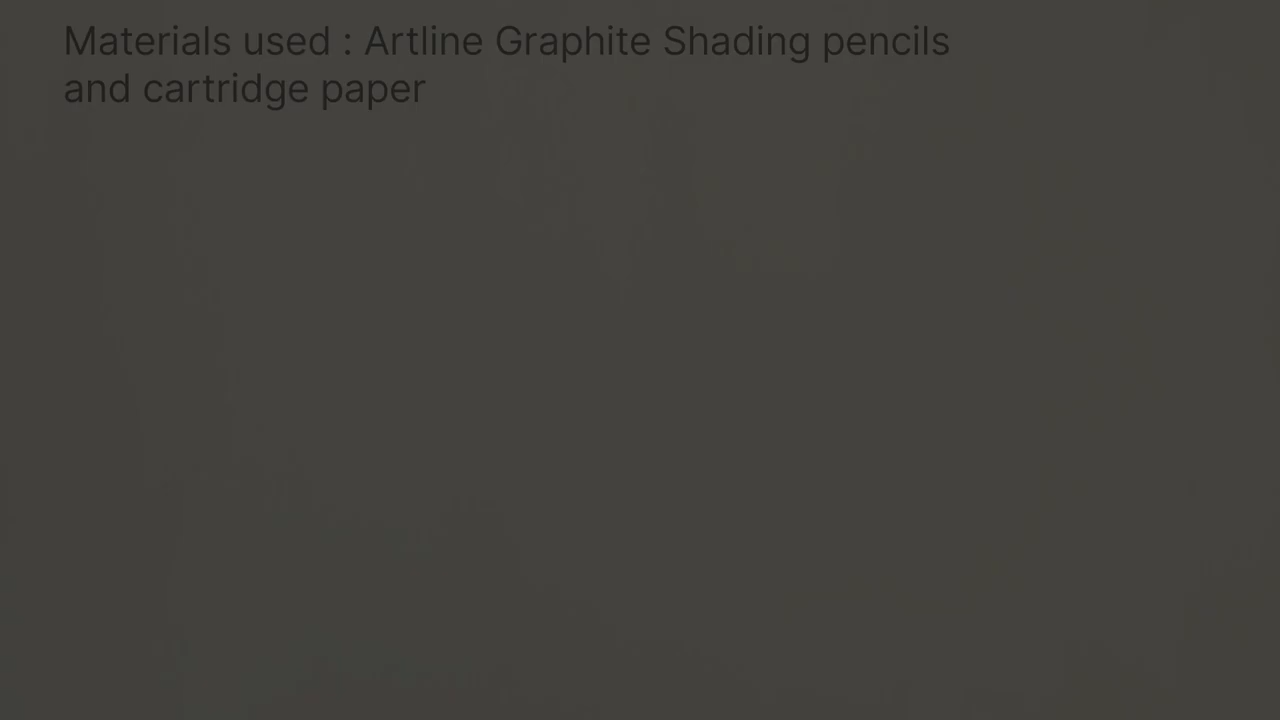 Materials used : Artline Graphite Shading pencils
and cartridge paper